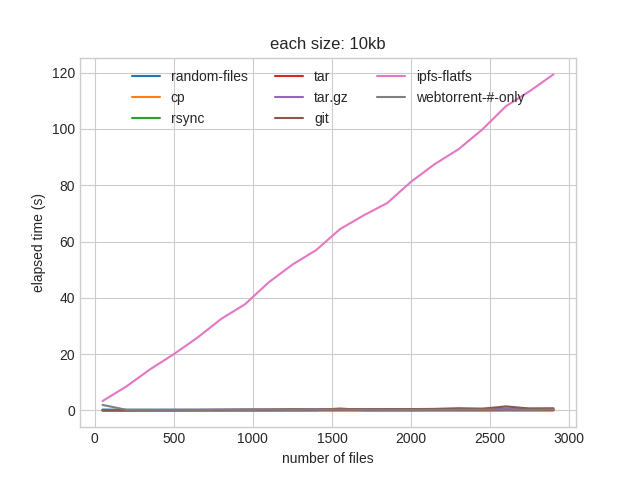 each size: 10kb
random-files
cp
rsync
tar
tar.gz
git
ipfs-flatfs
webtorrent-#-only
elapsed time (s)
120
100
80
60
40
20
0
0 500 1000 1500 2000 2500 3000
number of files